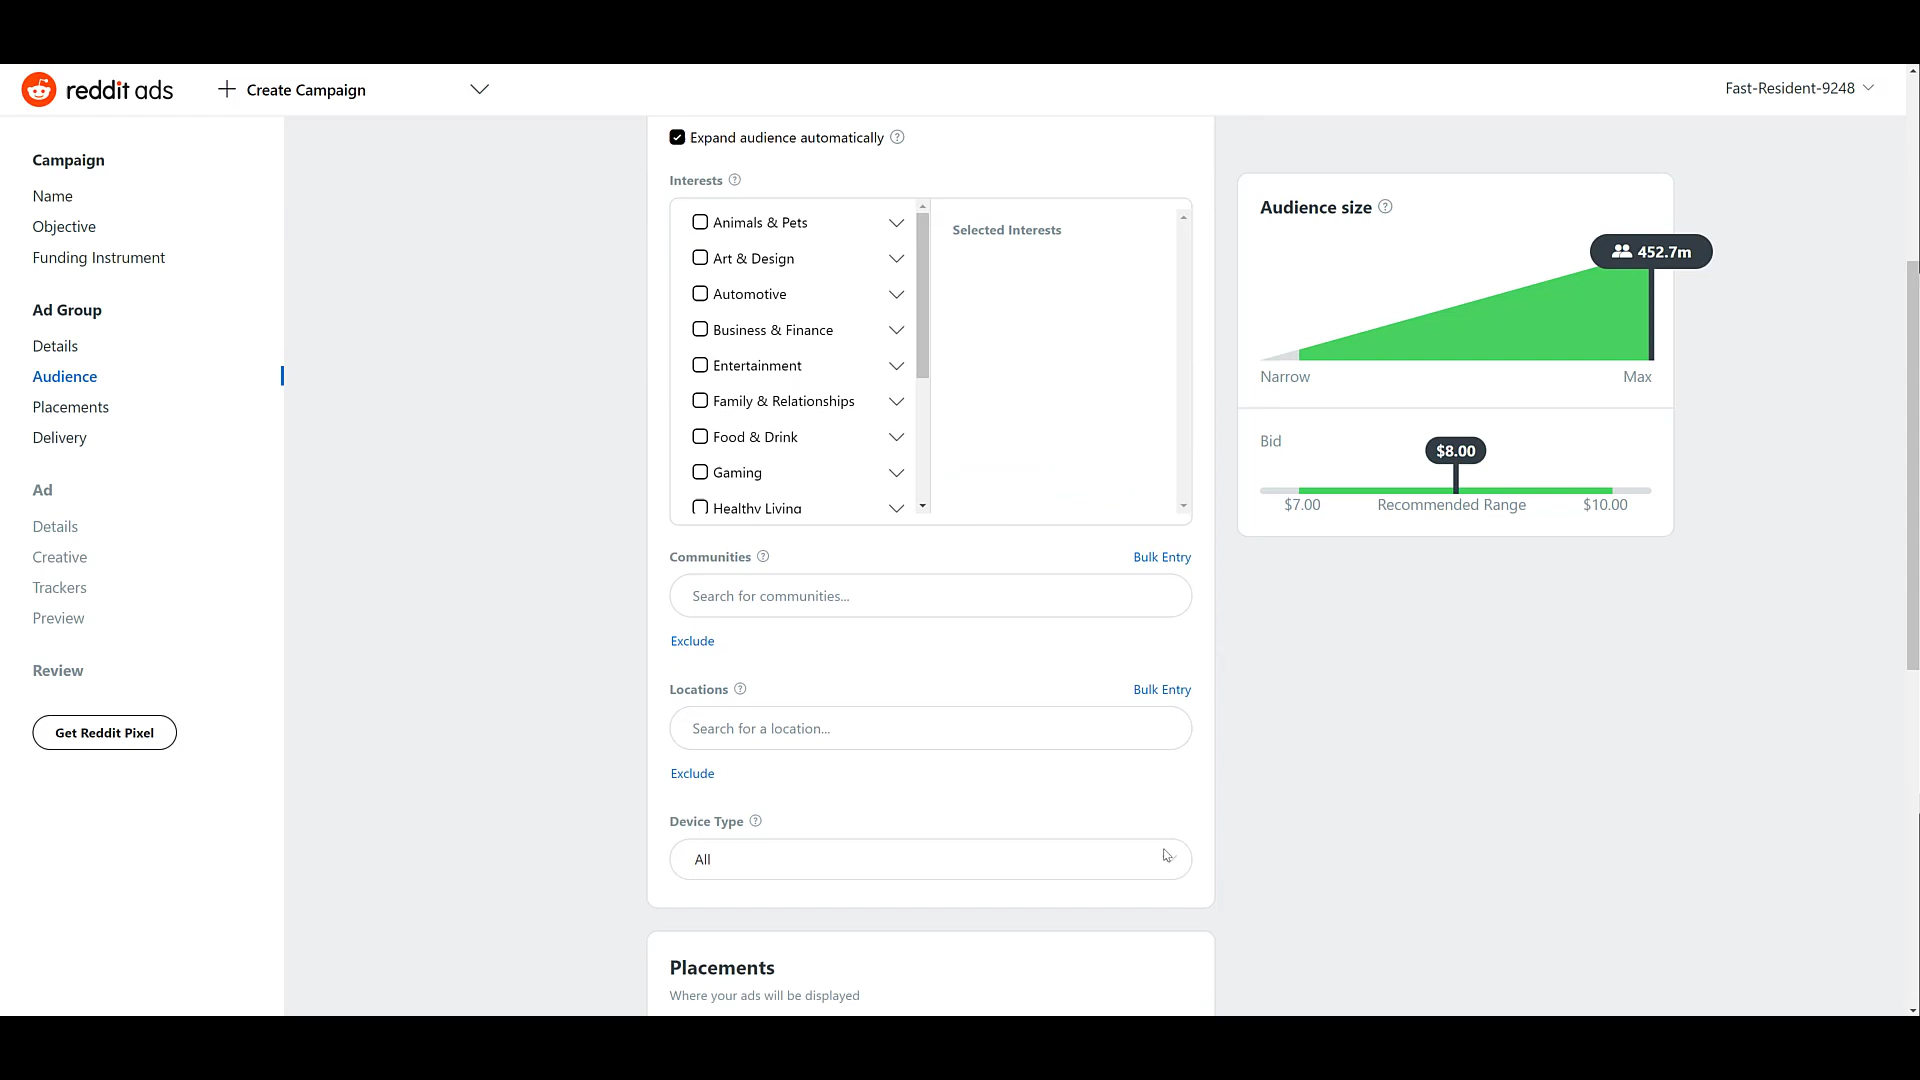 reddit ads
Create Campaign
Fast-Resident-9248
Campaign
Name
Objective
Funding Instrument
Ad Group
Details
Audience
Placements
Delivery
Ad
Details
Creative
Trackers
Preview
Review
Get Reddit Pixel
Expand audience automatically
Interests
Animals & Pets
Art & Design
Automotive
Business & Finance
Entertainment
Family & Relationships
Food & Drink
Gaming
Healthy Living
Selected Interests
Communities
Bulk Entry
Search for communities...
Exclude
Locations
Bulk Entry
Search for a location...
Exclude
Device Type
All
Placements
Where your ads will be displayed
Audience size
452.7m
Narrow
Max
Bid
$8.00
$7.00
Recommended Range
$10.00